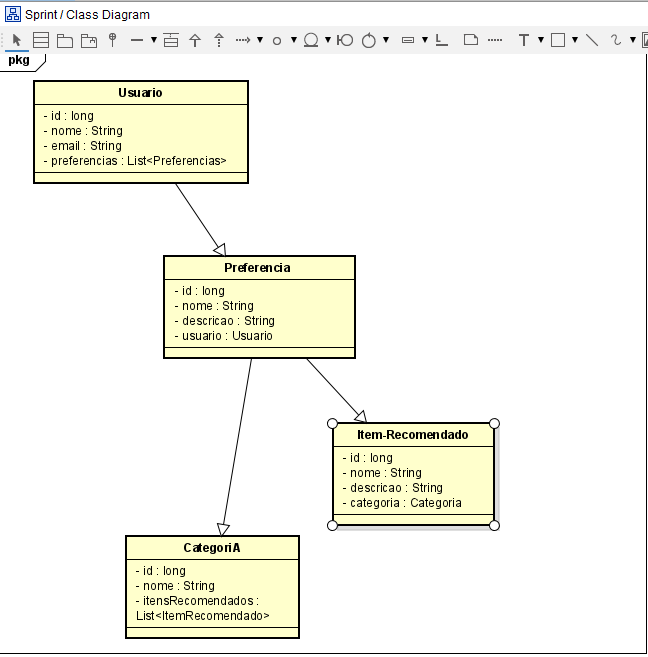 Sprint / Class Diagram
T
pkg
Usuario
- id : long
- nome : String
- email : String
- preferencias : List<Preferencias>
Preferencia
- id : long
- nome : String
- descricao : String
- usuario : Usuario
Item-Recomendado
- id : long
- nome : String
- descricao : String
- categoria : Categoria
CategoriA
- id : long
- nome : String
- itensRecomendados :
List<ItemRecomendado>